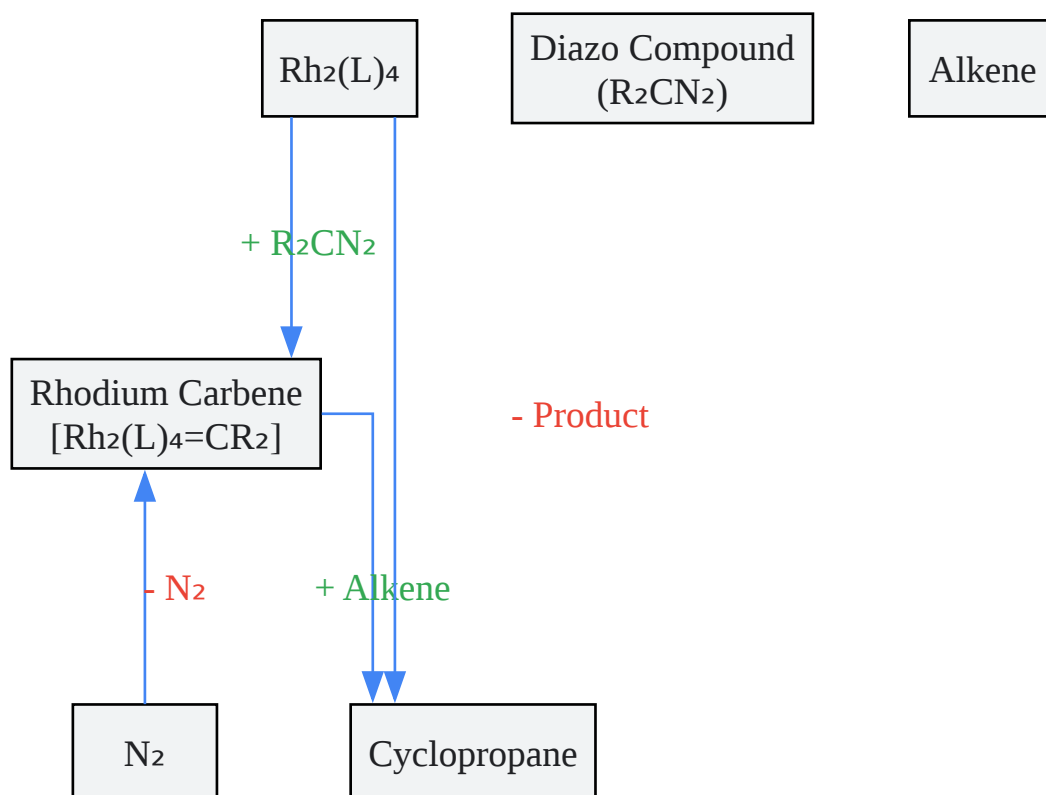 Rh₂(L)₄
Diazo Compound
(R₂CN₂)
Alkene
+ R₂CN₂
Rhodium Carbene
[Rh₂(L)₄=CR₂]
- Product
- N₂
+ Alkene
N₂
Cyclopropane